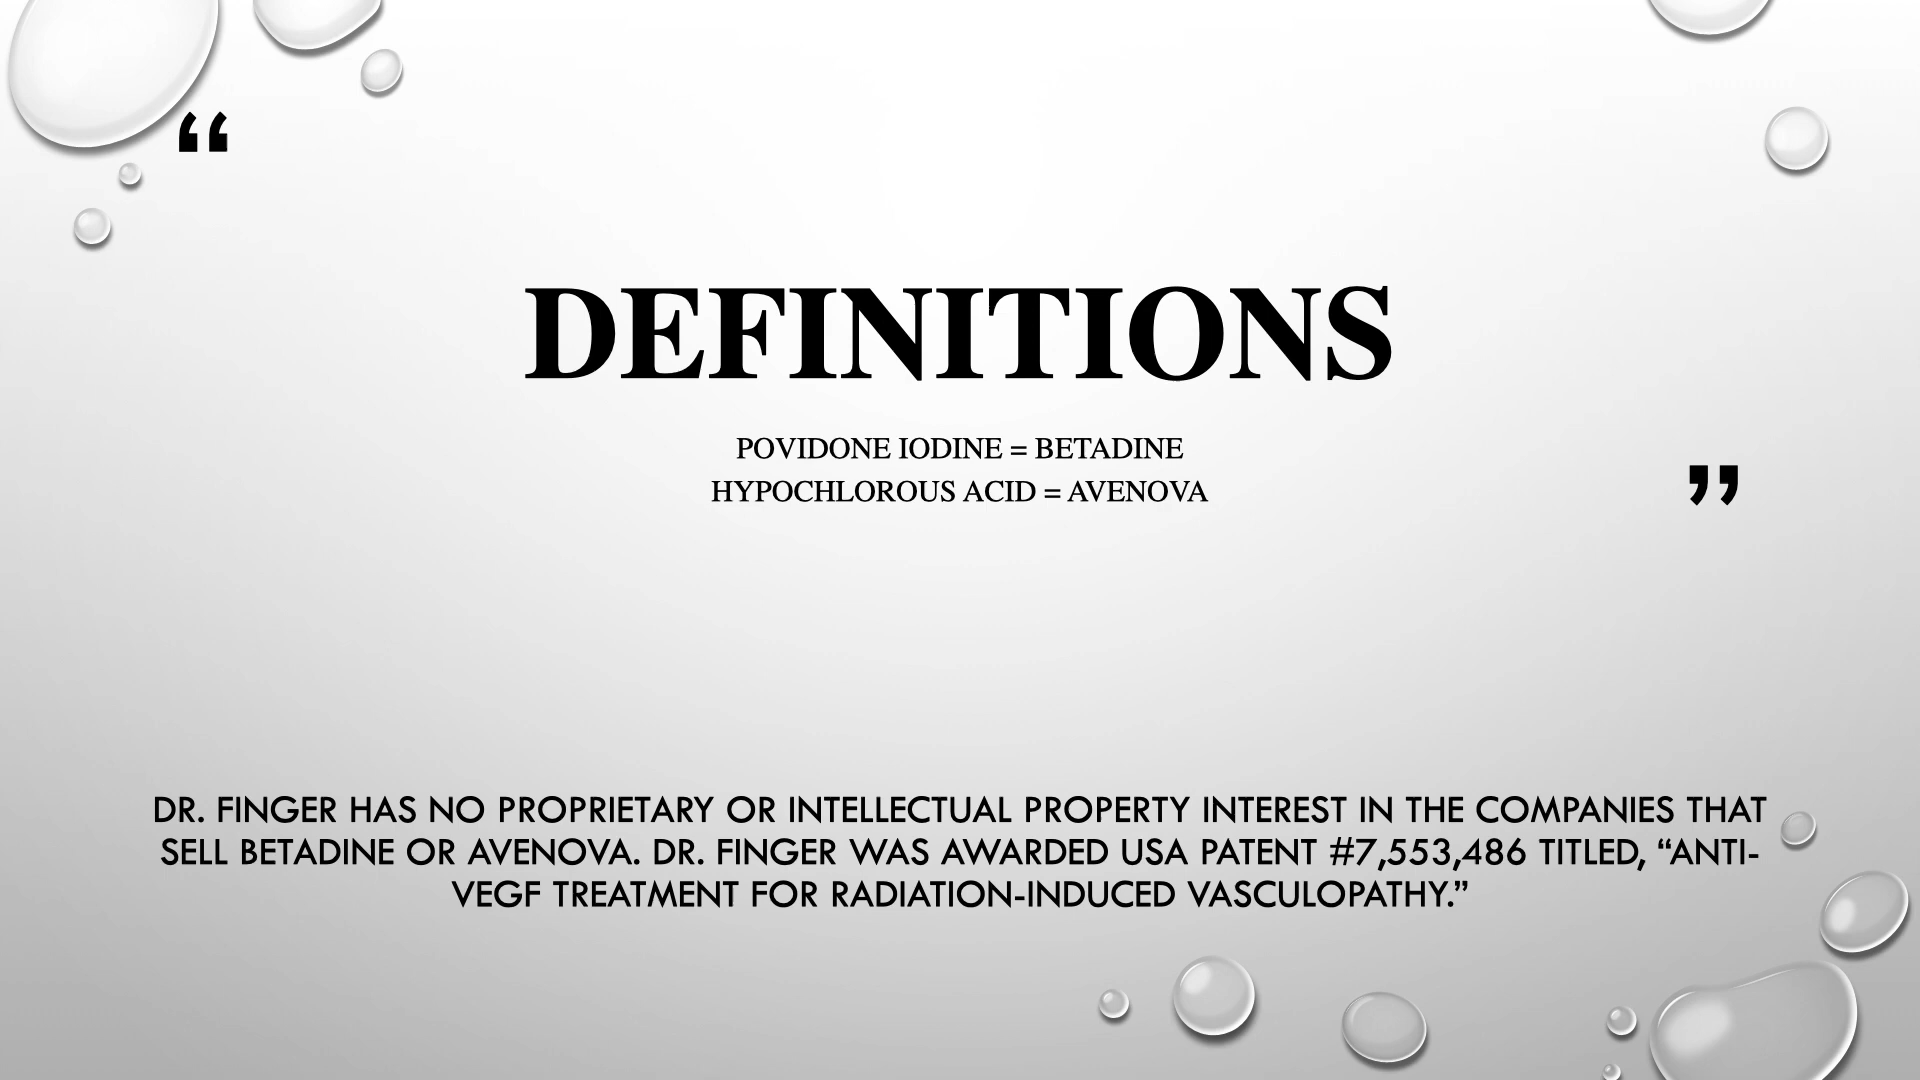 “
DEFINITIONS
POVIDONE IODINE = BETADINE
HYPOCHLOROUS ACID = AVENOVA
”
DR. FINGER HAS NO PROPRIETARY OR INTELLECTUAL PROPERTY INTEREST IN THE COMPANIES THAT
SELL BETADINE OR AVENOVA. DR. FINGER WAS AWARDED USA PATENT #7,553,486 TITLED, “ANTI-
VEGF TREATMENT FOR RADIATION-INDUCED VASCULOPATHY.”